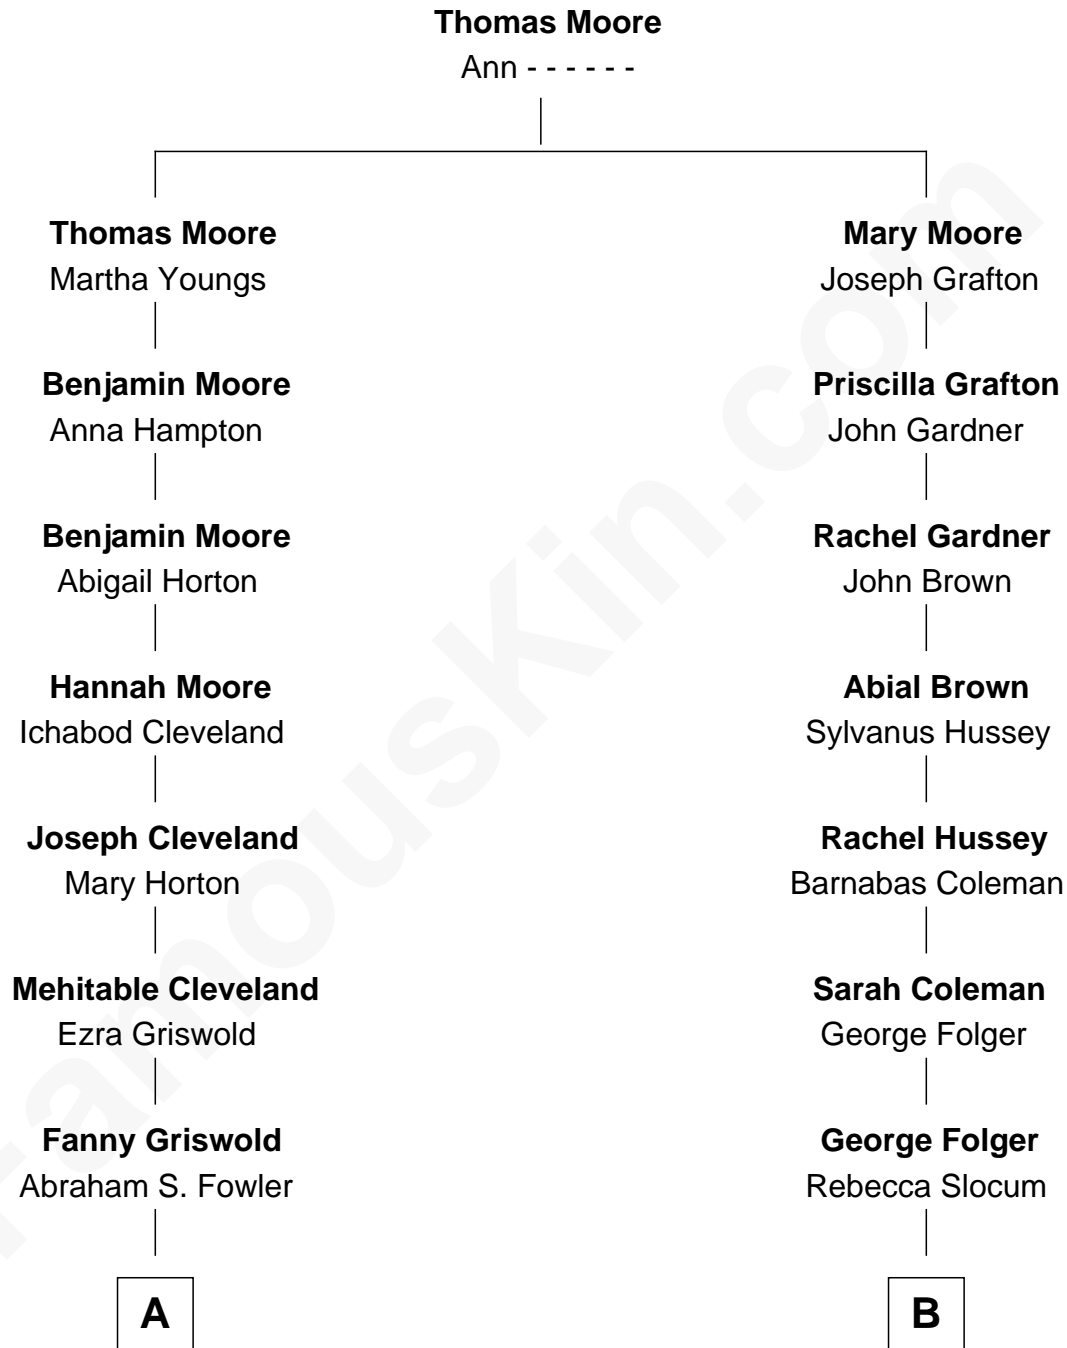 Thomas Moore
Ann - - - - - -
Thomas Moore
Martha Youngs
Benjamin Moore
Anna Hampton
Benjamin Moore
Abigail Horton
Hannah Moore
Ichabod Cleveland
Joseph Cleveland
Mary Horton
Mehitable Cleveland
Ezra Griswold
Fanny Griswold
Abraham S. Fowler
A
Mary Moore
Joseph Grafton
Priscilla Grafton
John Gardner
Rachel Gardner
John Brown
Abial Brown
Sylvanus Hussey
Rachel Hussey
Barnabas Coleman
Sarah Coleman
George Folger
George Folger
Rebecca Slocum
B
FamousKin.com